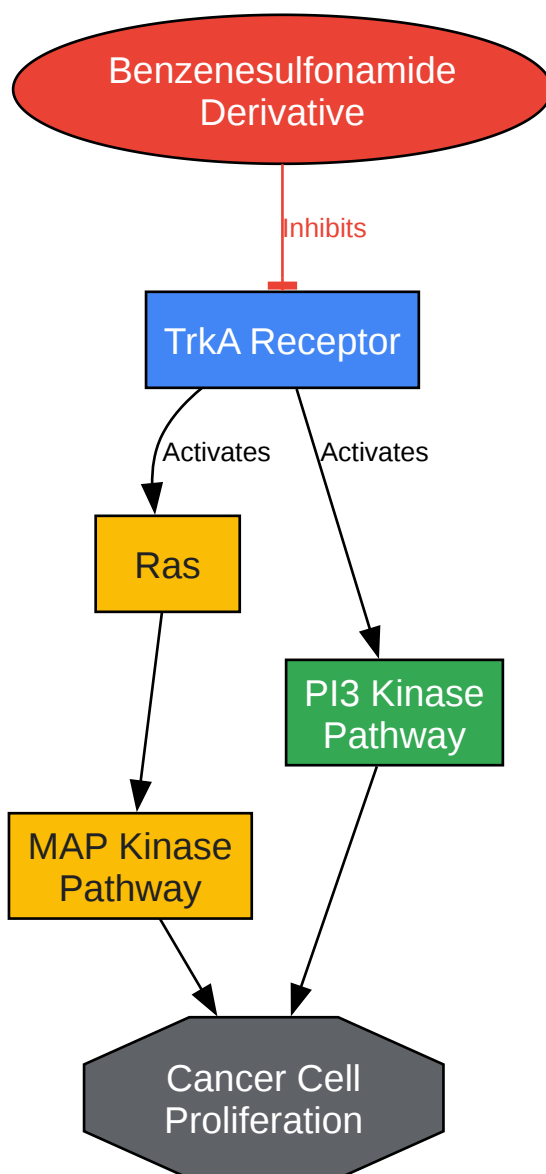 Benzenesulfonamide
Derivative
Inhibits
TrkA Receptor
Activates
Activates
Ras
PI3 Kinase
Pathway
MAP Kinase
Pathway
Cancer Cell
Proliferation